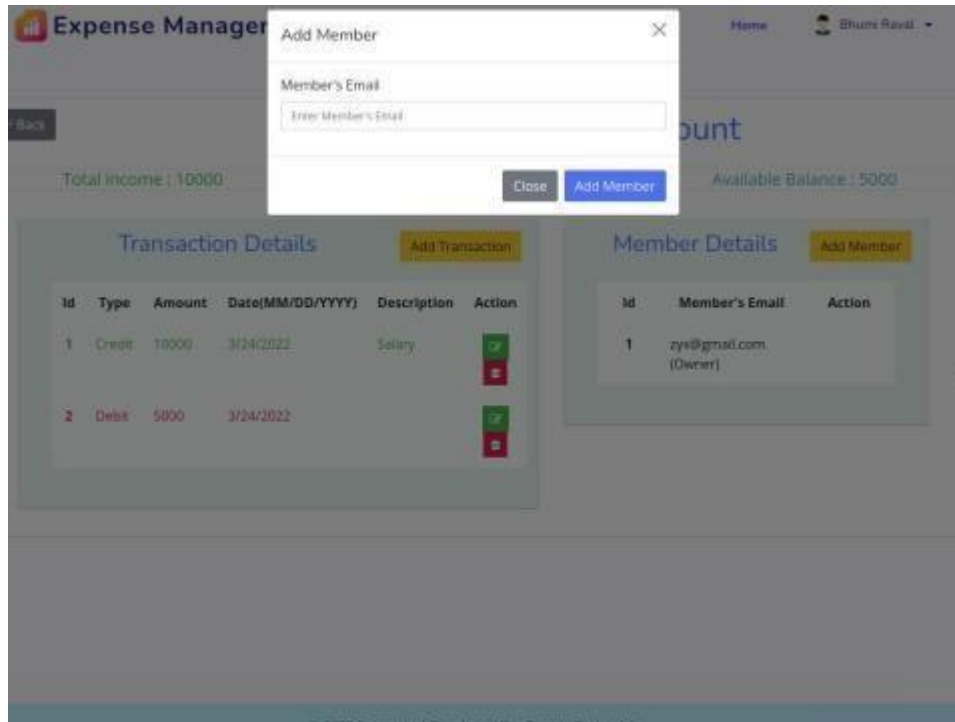 Expense Manager
Home
Bhumi Raval
Add Member
Member's Email
Enter Member's Email
Close
Add Member
Back
ount
Total Income : 10000
Available Balance : 5000
Transaction Details
Add Transaction
Id Type Amount Date(MM/DD/YYYY) Description Action
1 Credit 10000 3/24/2022 Salary
2 Debit 5000 3/24/2022
Member Details
Add Member
Id Member's Email Action
1 zyx@gmail.com
(Owner)